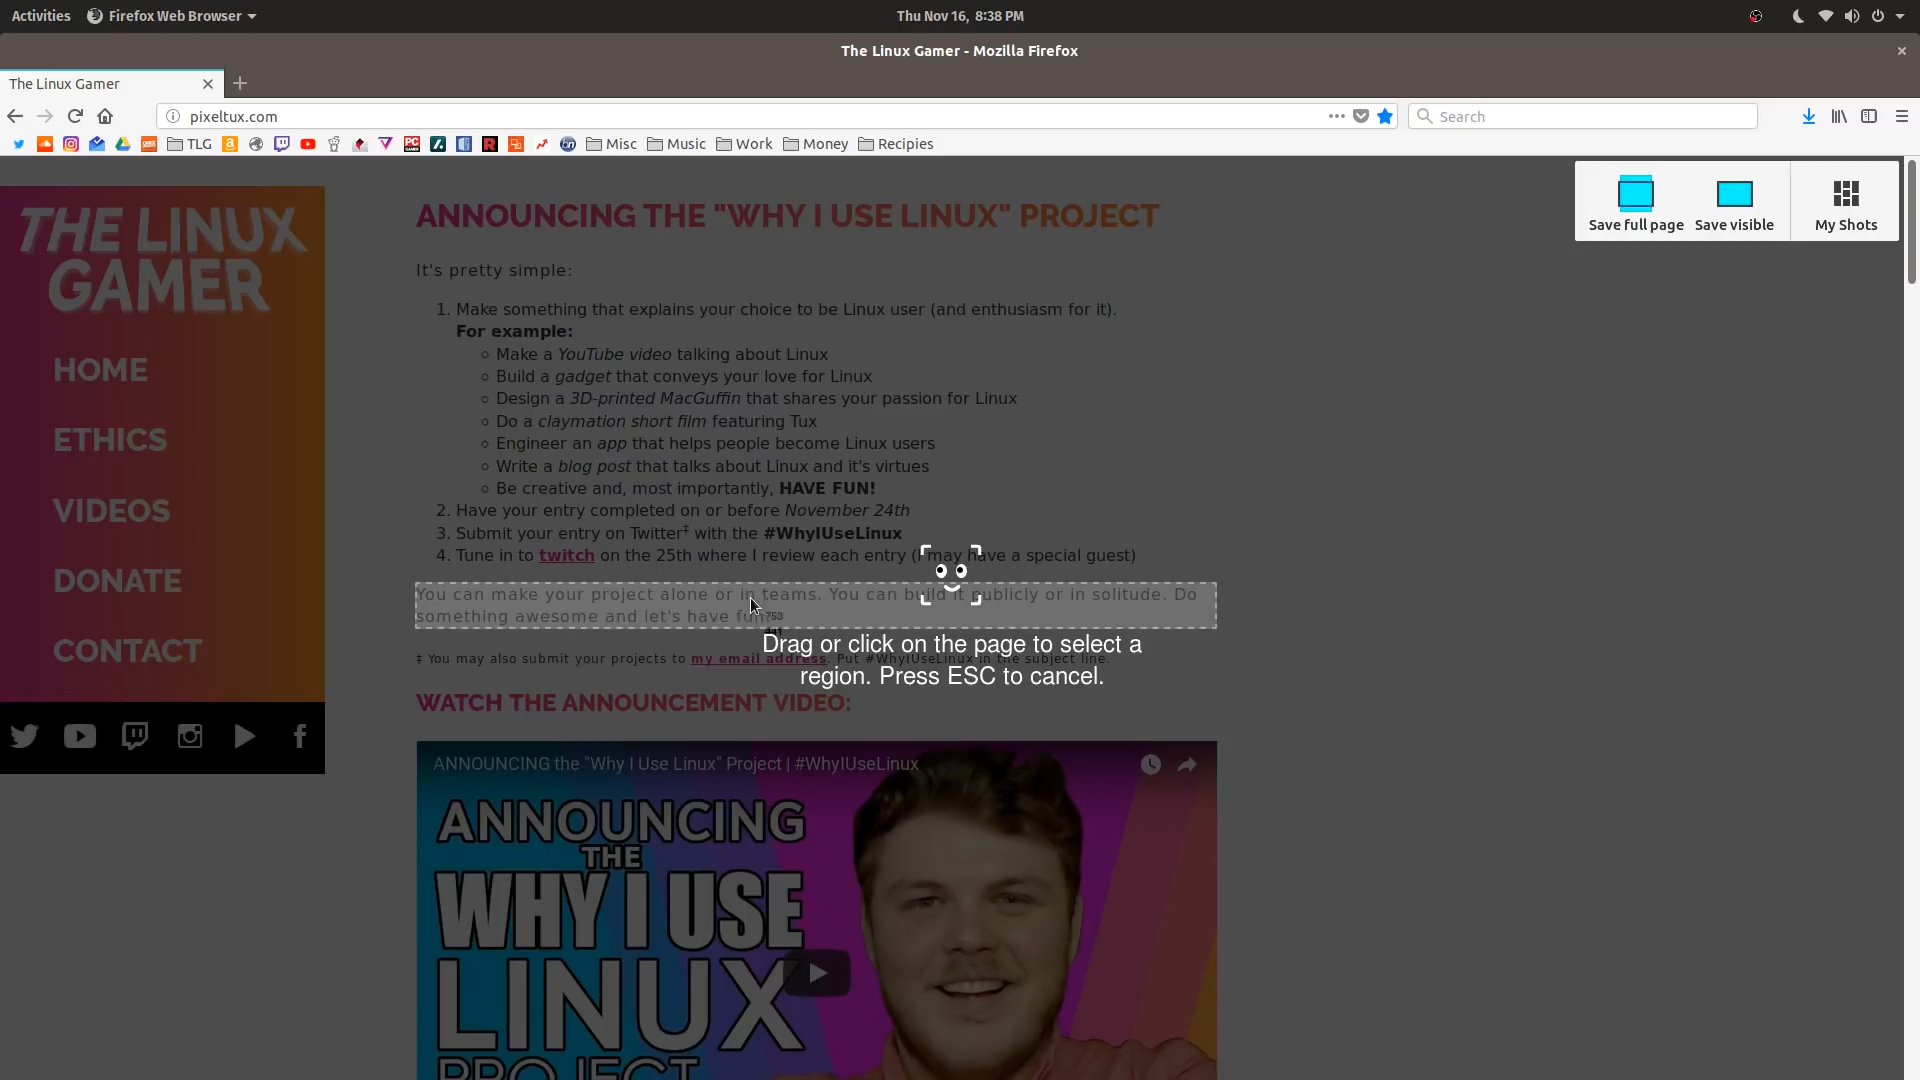 Activities
Firefox Web Browser
Thu Nov 16, 8:38 PM
The Linux Gamer - Mozilla Firefox
The Linux Gamer
pixeltux.com
Search
TLG
Misc
Music
Work
Money
Recipies
Save full page
Save visible
My Shots
THE LINUX
GAMER
HOME
ETHICS
VIDEOS
DONATE
CONTACT
ANNOUNCING THE "WHY I USE LINUX" PROJECT
It's pretty simple:
1. Make something that explains your choice to be Linux user (and enthusiasm for it).
For example:
Make a YouTube video talking about Linux
Build a gadget that conveys your love for Linux
Design a 3D-printed MacGuffin that shares your passion for Linux
Do a claymation short film featuring Tux
Engineer an app that helps people become Linux users
Write a blog post that talks about Linux and it's virtues
Be creative and, most importantly, HAVE FUN!
2. Have your entry completed on or before November 24th
3. Submit your entry on Twitter‡ with the #WhyIUseLinux
4. Tune in to twitch on the 25th where I review each entry (I may have a special guest)
You can make your project alone or in teams. You can build it publicly or in solitude. Do
something awesome and let's have fun!
753
Drag or click on the page to select a
region. Press ESC to cancel.
‡ You may also submit your projects to my email address. Put #WhyIUseLinux in the subject line.
WATCH THE ANNOUNCEMENT VIDEO:
ANNOUNCING the "Why I Use Linux" Project | #WhyIUseLinux
ANNOUNCING
THE
WHY I USE
LINUX
PROJECT